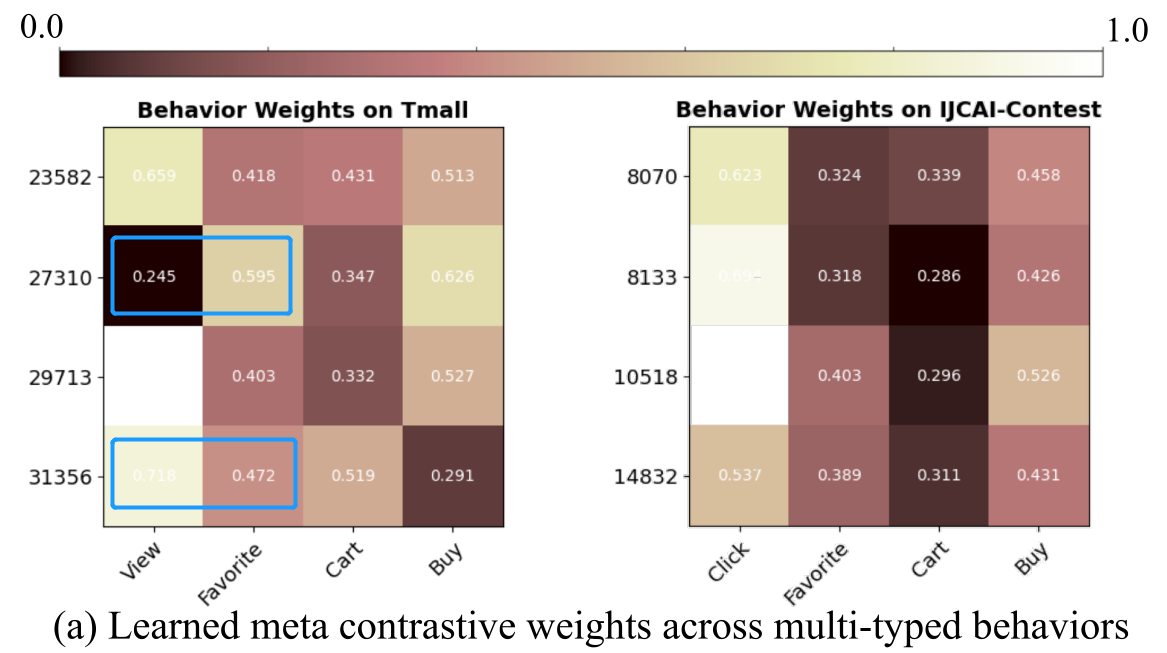 0.0 1.0
Behavior Weights on Tmall Behavior Weights on IJCAI-Contest
23582 0.659 0.418 0.431 0.513 8070 0.623 0.324 0.339 0.458
27310 0.245 0.595 0.347 0.626 8133 0.318 0.286 0.426
29713 0.403 0.332 0.527 10518 0.403 0.296 0.526
31356 0.718 0.472 0.519 0.291 14832 0.537 0.389 0.311 0.431
View Favorite Cart Buy Click Favorite Cart Buy
(a) Learned meta contrastive weights across multi-typed behaviors